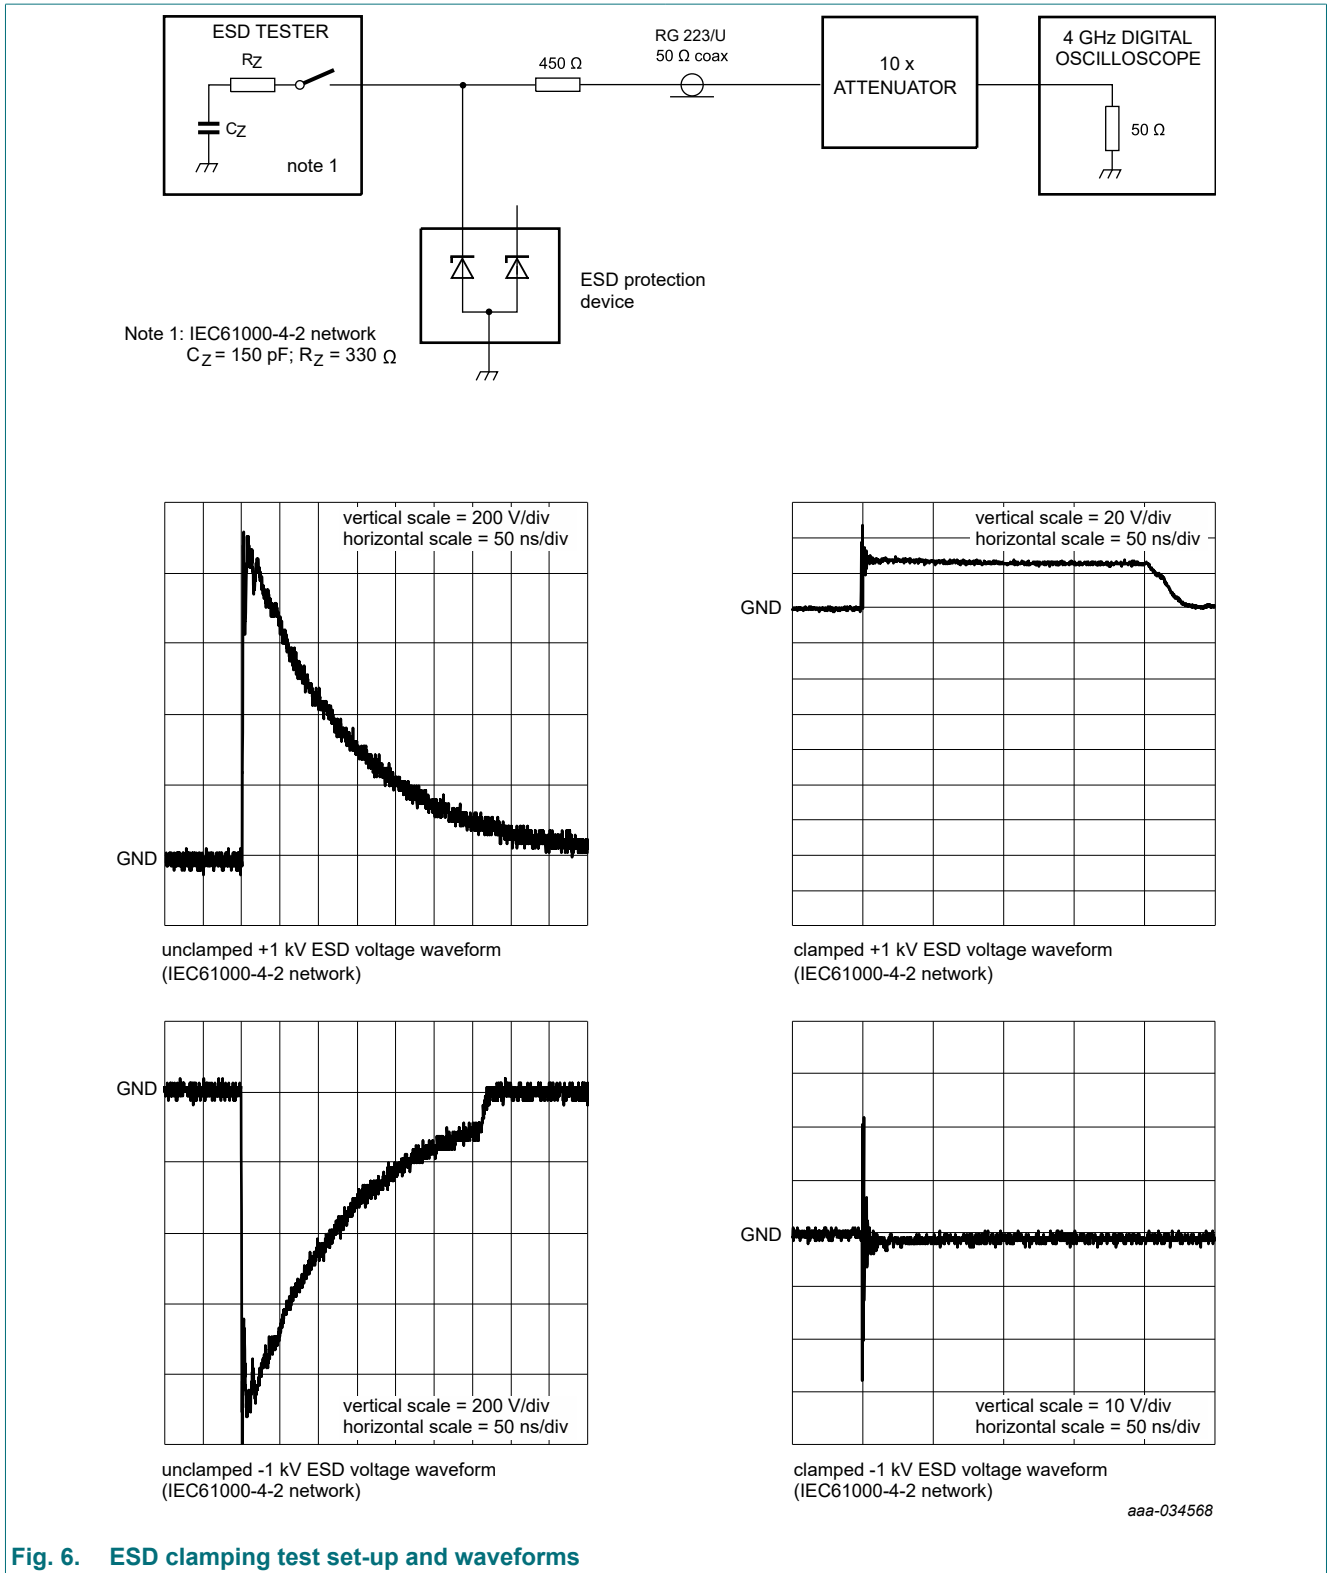 ESD TESTER
RZ
CZ
note 1
450 Ω
RG 223/U
50 Ω coax
10 x
ATTENUATOR
4 GHz DIGITAL
OSCILLOSCOPE
50 Ω
ESD protection
device
Note 1: IEC61000-4-2 network
CZ = 150 pF; RZ = 330 Ω
vertical scale = 200 V/div
horizontal scale = 50 ns/div
GND
unclamped +1 kV ESD voltage waveform
(IEC61000-4-2 network)
vertical scale = 20 V/div
horizontal scale = 50 ns/div
GND
clamped +1 kV ESD voltage waveform
(IEC61000-4-2 network)
GND
vertical scale = 200 V/div
horizontal scale = 50 ns/div
unclamped -1 kV ESD voltage waveform
(IEC61000-4-2 network)
GND
vertical scale = 10 V/div
horizontal scale = 50 ns/div
clamped -1 kV ESD voltage waveform
(IEC61000-4-2 network)
aaa-034568
Fig. 6. ESD clamping test set-up and waveforms